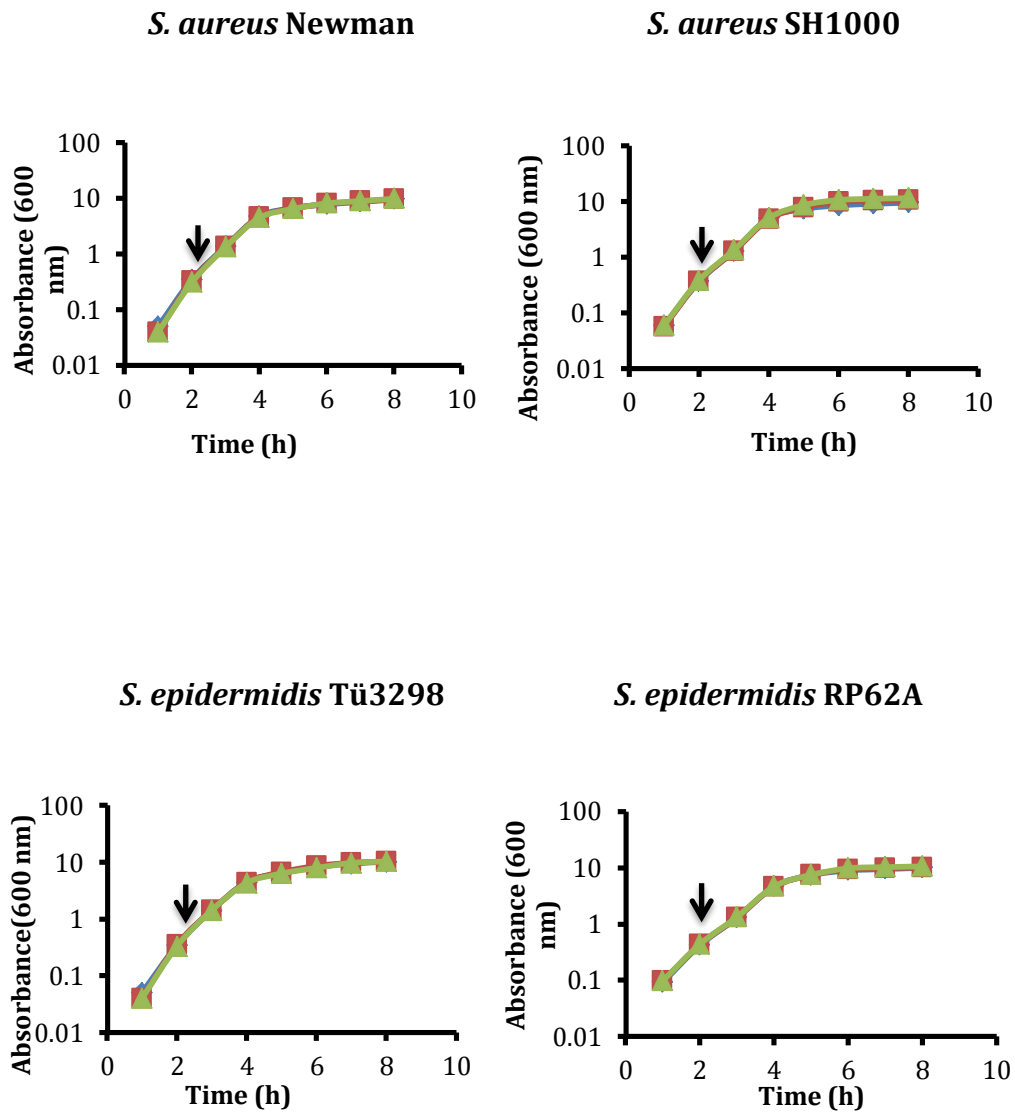 S. aureus Newman
S. aureus SH1000
Absorbance (600
nm)
100
10
1
0.1
0.01
0 2 4 6 8 10
Time (h)
Absorbance (600 nm)
100
10
1
0.1
0.01
0 2 4 6 8 10
Time (h)
S. epidermidis Tü3298
S. epidermidis RP62A
Absorbance(600 nm)
100
10
1
0.1
0.01
0 2 4 6 8 10
Time (h)
Absorbance (600
nm)
100
10
1
0.1
0.01
0 2 4 6 8 10
Time (h)